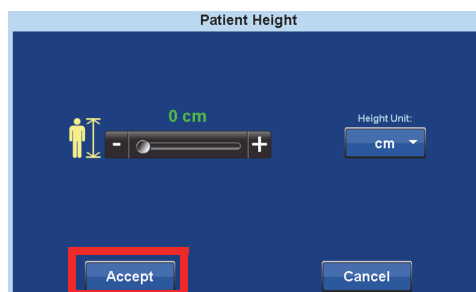 Patient Height
0 cm
Height Unit:
- +
cm
Accept Cancel